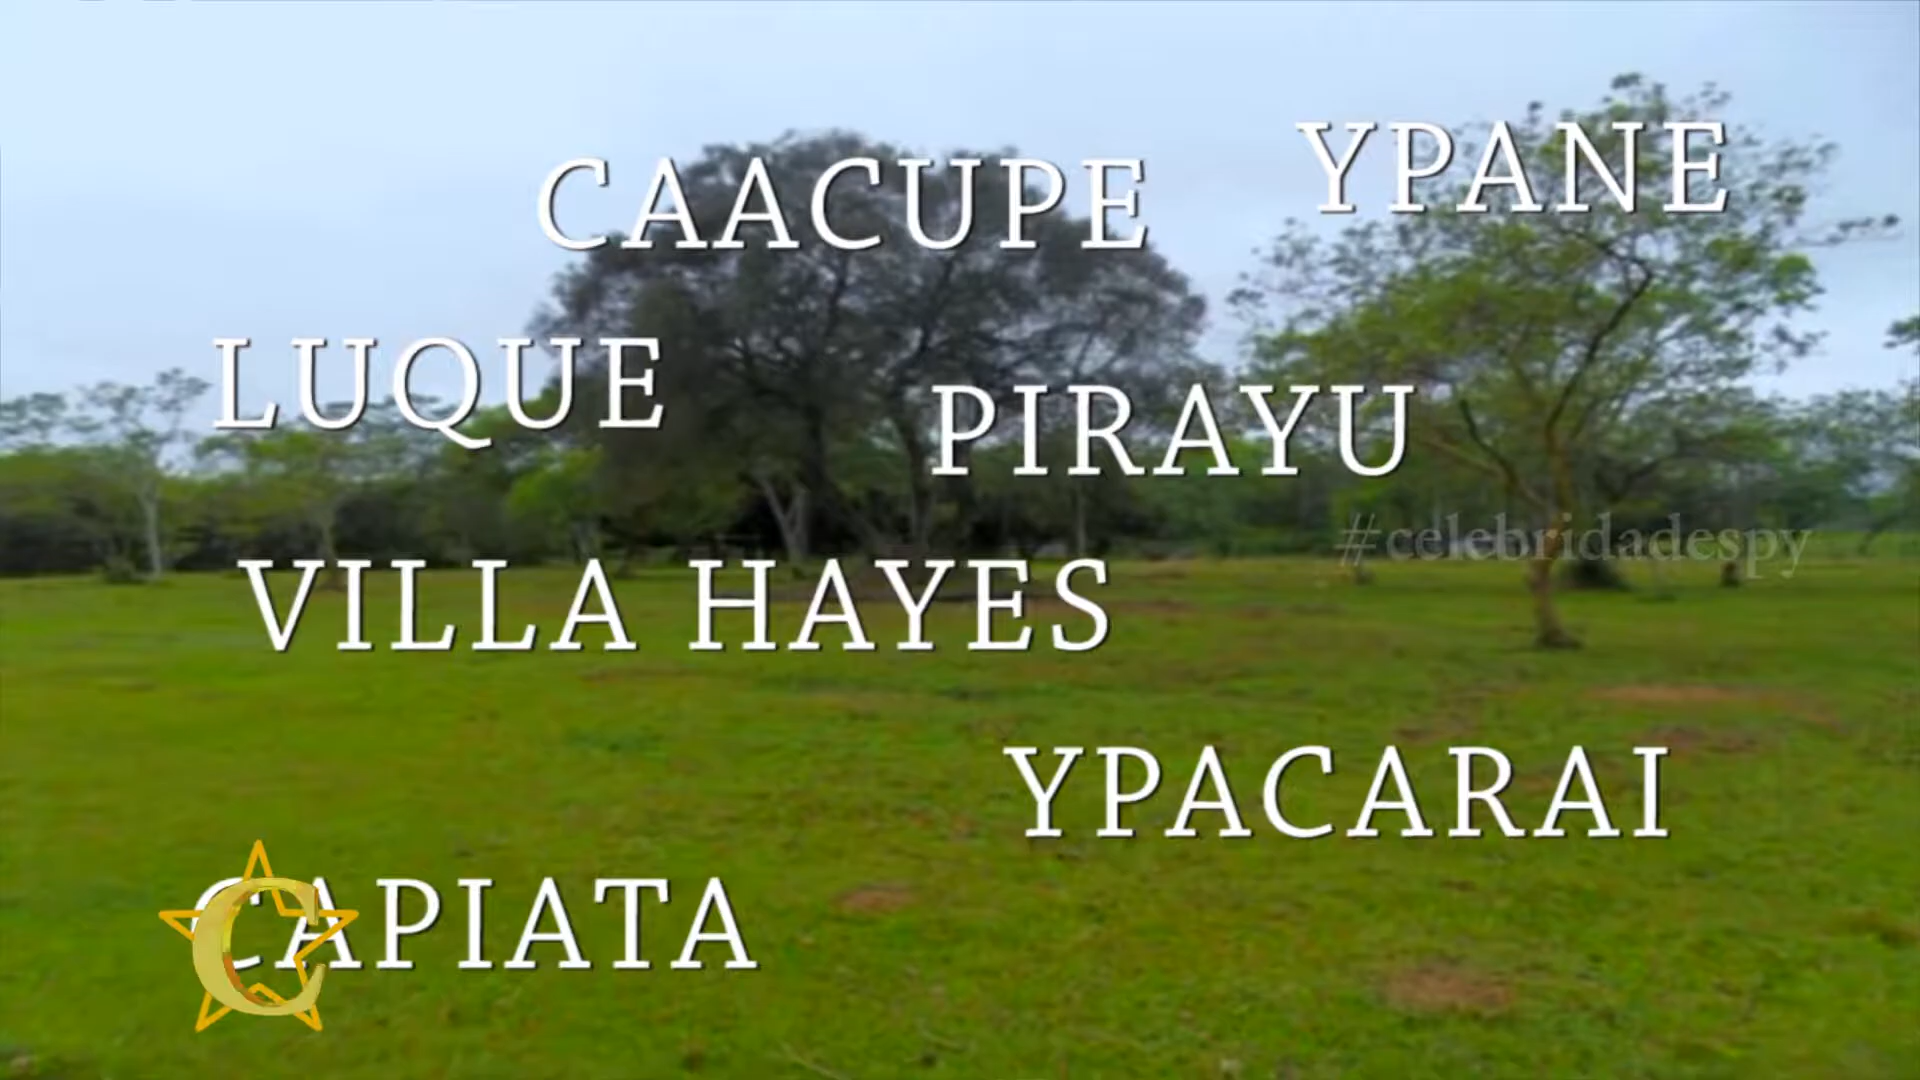 CAACUPE
YPANE
LUQUE
PIRAYU
#celebridadespy
VILLA HAYES
YPACARAI
CAPIATA
C